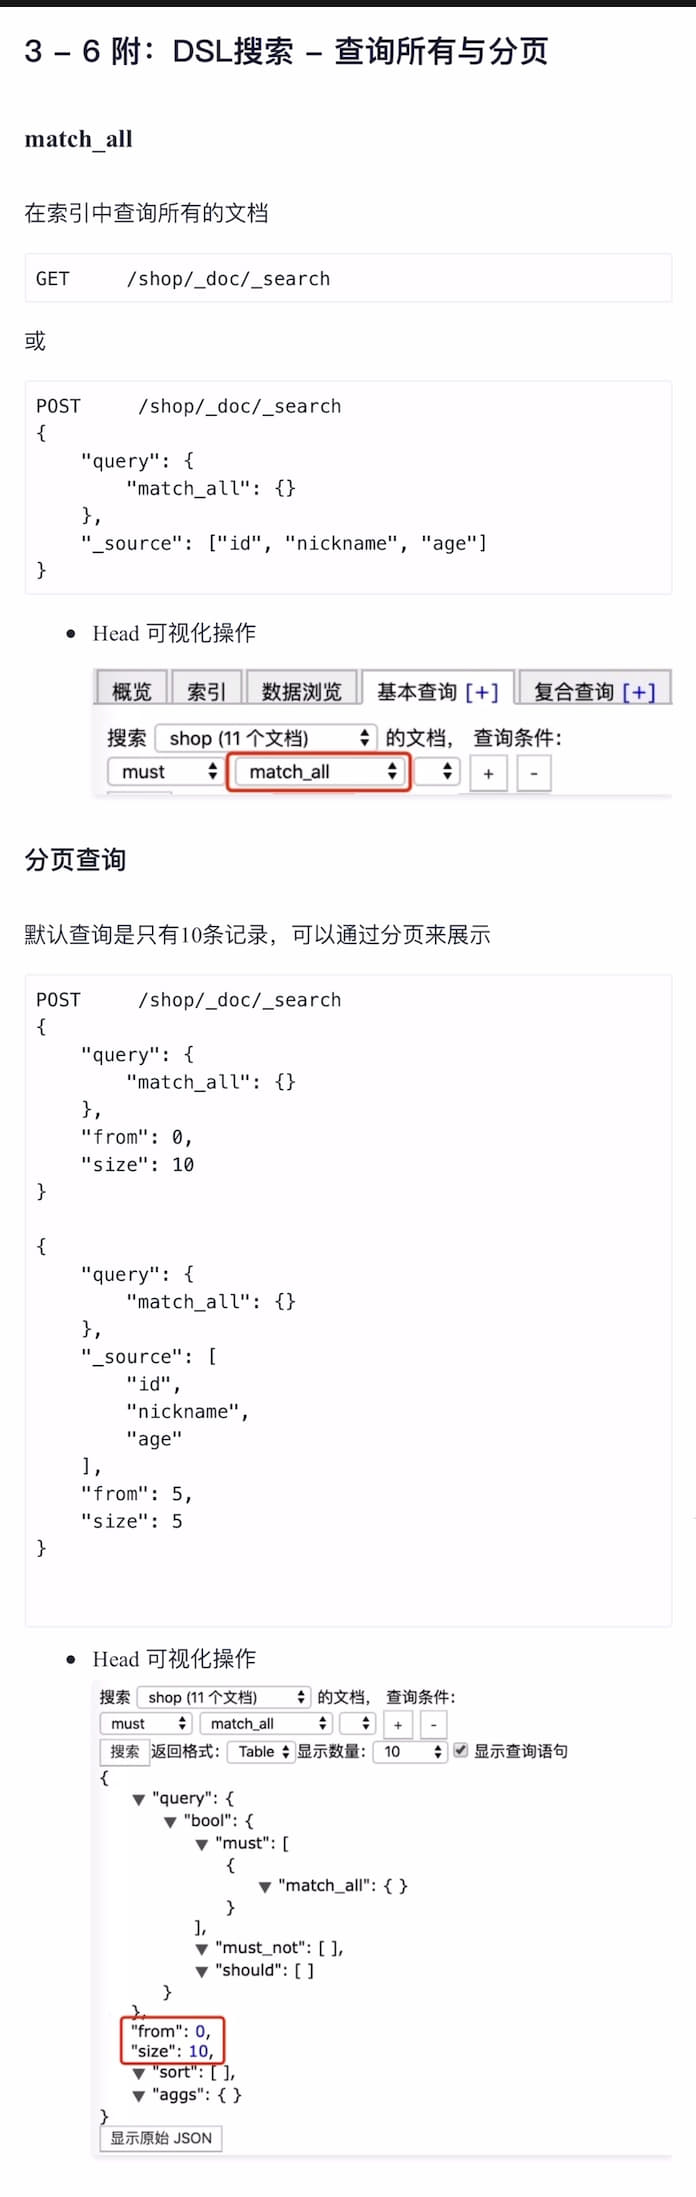 3 – 6 附：DSL搜索 – 查询所有与分页
match_all
在索引中查询所有的文档
GET     /shop/_doc/_search
或
POST     /shop/_doc/_search
{
    "query": {
        "match_all": {}
    },
    "_source": ["id", "nickname", "age"]
}
• Head 可视化操作
概览 索引 数据浏览 基本查询 [+] 复合查询 [+]
搜索 shop (11 个文档) 的文档， 查询条件：
must match_all + -
分页查询
默认查询是只有10条记录，可以通过分页来展示
POST     /shop/_doc/_search
{
    "query": {
        "match_all": {}
    },
    "from": 0,
    "size": 10
}
{
    "query": {
        "match_all": {}
    },
    "_source": [
        "id",
        "nickname",
        "age"
    ],
    "from": 5,
    "size": 5
}
• Head 可视化操作
搜索 shop (11 个文档) 的文档， 查询条件：
must match_all + -
搜索 返回格式： Table 显示数量： 10 显示查询语句
{
▼ "query": {
▼ "bool": {
▼ "must": [
{
▼ "match_all": { }
}
],
▼ "must_not": [ ],
▼ "should": [ ]
}
},
"from": 0,
"size": 10,
▼ "sort": [ ],
▼ "aggs": { }
}
显示原始 JSON